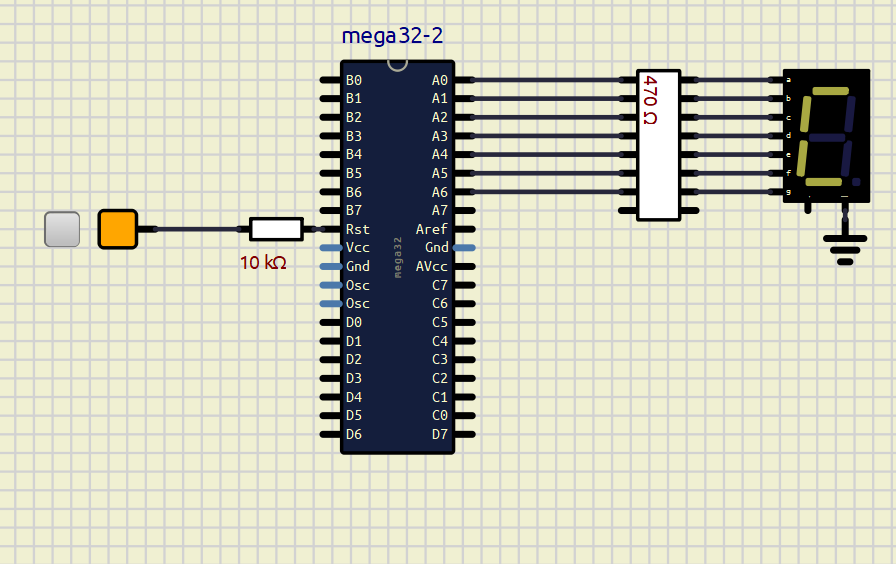 mega32-2
B0 A0
B1 A1
B2 A2
B3 A3
B4 A4
B5 A5
B6 A6
B7 A7
Rst Aref
Vcc Gnd
Gnd AVcc
Osc C7
Osc C6
D0 C5
D1 C4
D2 C3
D3 C2
D4 C1
D5 C0
D6 D7
mega32
10 kΩ
470 Ω
a
b
c
d
e
f
g